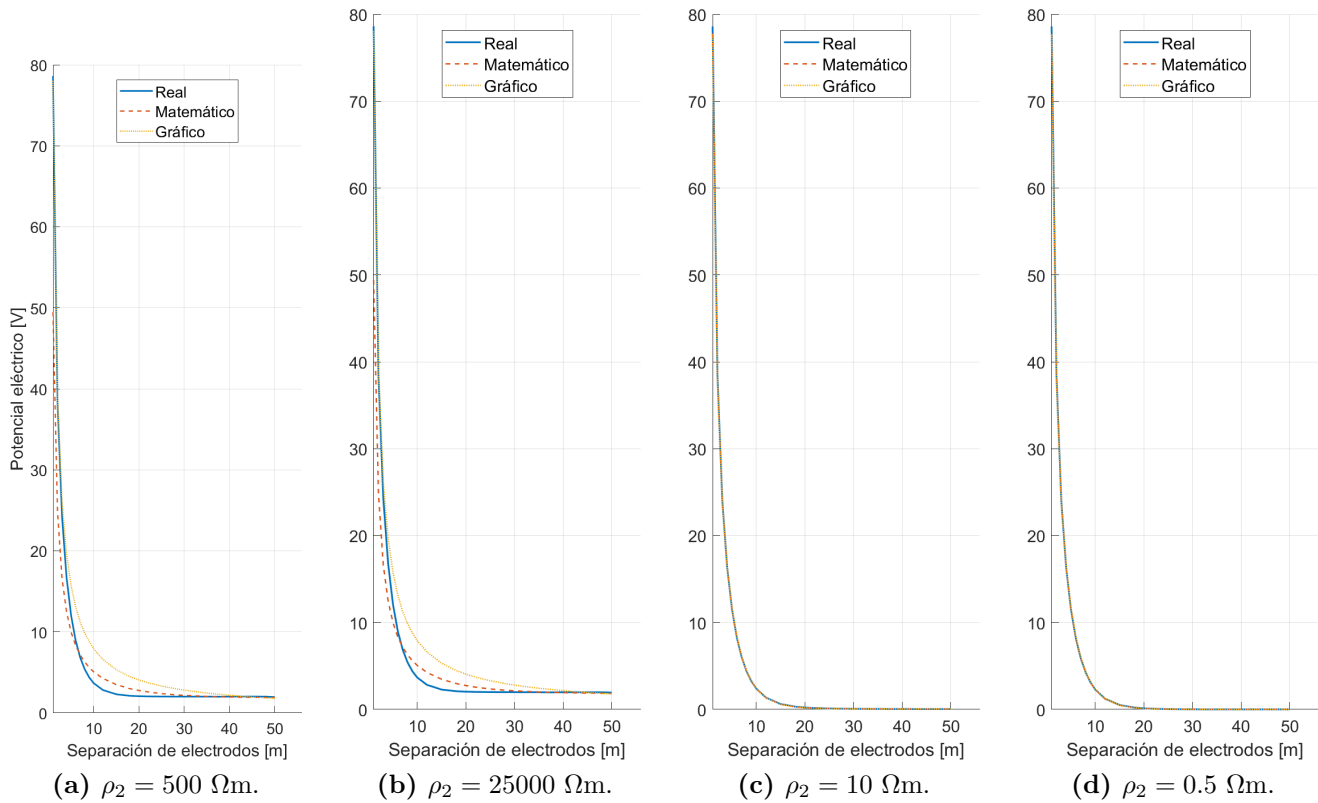 80
70
60
50
40
30
20
10
0
Potencial eléctrico [V]
Real
Matemático
Gráfico
10 20 30 40 50
Separación de electrodos [m]
(a) ρ₂ = 500 Ωm.
80
70
60
50
40
30
20
10
0
Real
Matemático
Gráfico
10 20 30 40 50
Separación de electrodos [m]
(b) ρ₂ = 25000 Ωm.
80
70
60
50
40
30
20
10
0
Real
Matemático
Gráfico
10 20 30 40 50
Separación de electrodos [m]
(c) ρ₂ = 10 Ωm.
80
70
60
50
40
30
20
10
0
Real
Matemático
Gráfico
10 20 30 40 50
Separación de electrodos [m]
(d) ρ₂ = 0.5 Ωm.